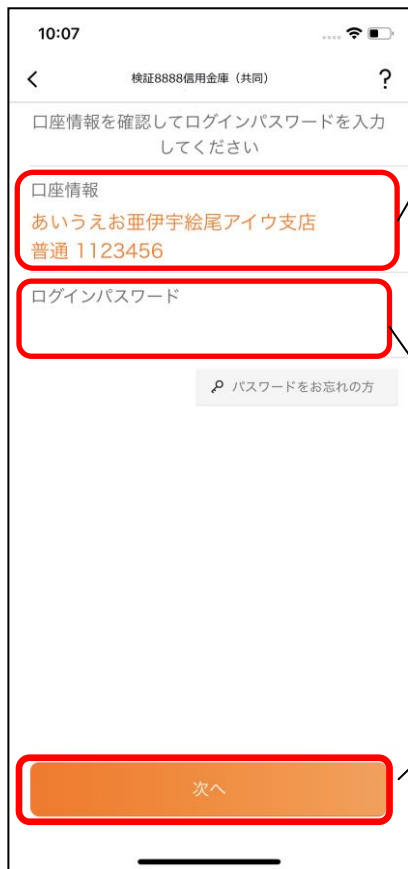 10:07
検証8888信用金庫（共同）
?
口座情報を確認してログインパスワードを入力
してください
口座情報
あいうえお亜伊宇絵尾アイウ支店
普通 1123456
ログインパスワード
パスワードをお忘れの方
次へ